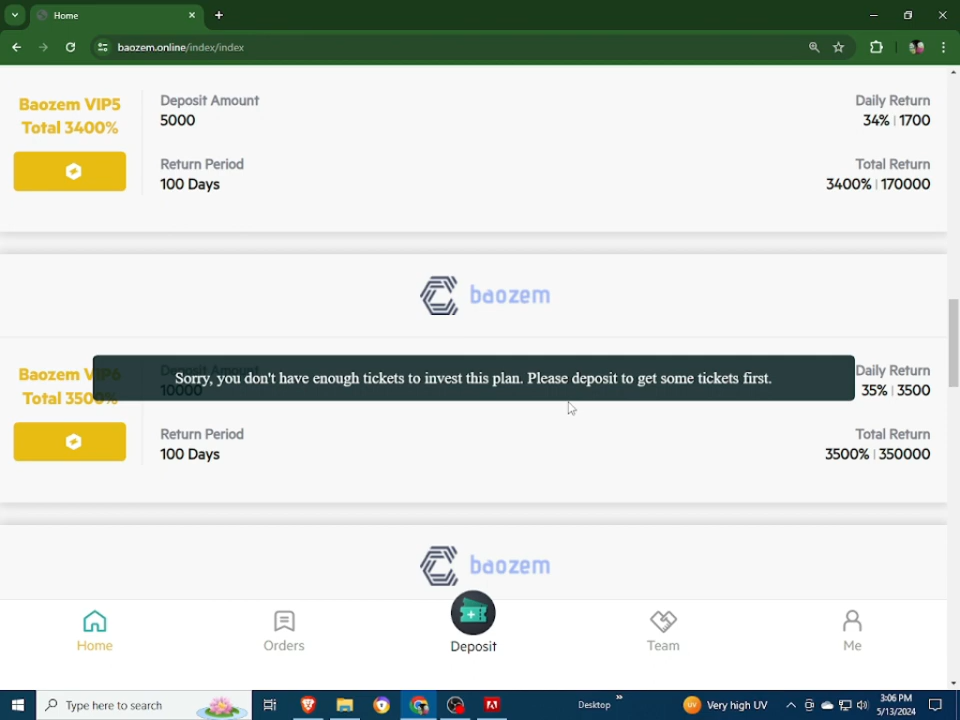 Home
baozem.online/index/index
Baozem VIP5
Total 3400%
Deposit Amount
5000
Daily Return
34% | 1700
Return Period
100 Days
Total Return
3400% | 170000
baozem
Baozem VIP6
Total 3500%
Deposit Amount
10000
Sorry, you don't have enough tickets to invest this plan. Please deposit to get some tickets first.
Daily Return
35% | 3500
Return Period
100 Days
Total Return
3500% | 350000
baozem
Home
Orders
Deposit
Team
Me
Type here to search
Desktop
UV
Very high UV
3:06 PM
5/13/2024